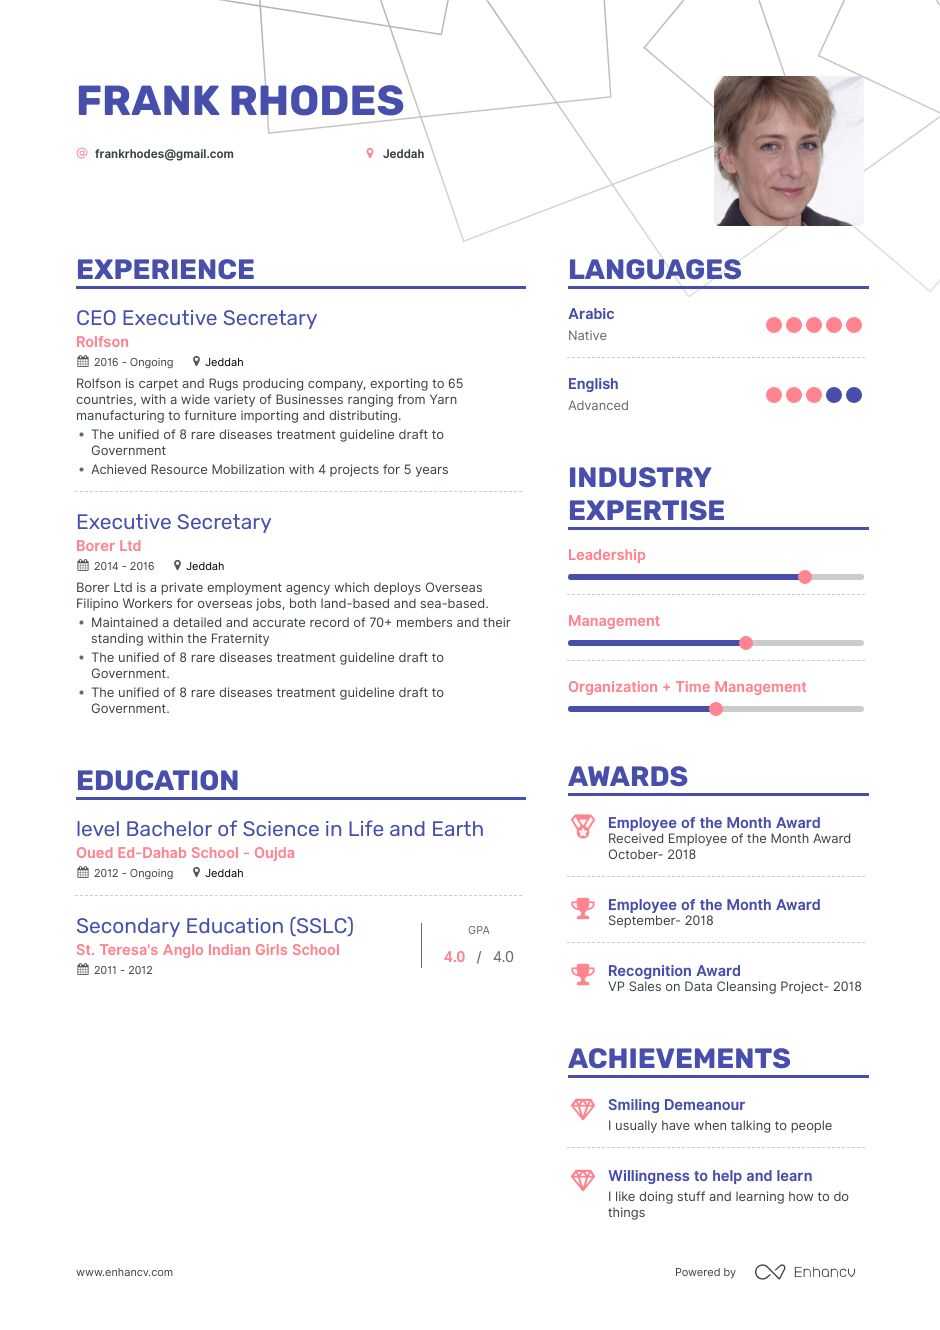 FRANK RHODES
@ frankrhodes@gmail.com Jeddah
EXPERIENCE
CEO Executive Secretary
Rolfson
2016 - Ongoing Jeddah
Rolfson is carpet and Rugs producing company, exporting to 65
countries, with a wide variety of Businesses ranging from Yarn
manufacturing to furniture importing and distributing.
• The unified of 8 rare diseases treatment guideline draft to
Government
• Achieved Resource Mobilization with 4 projects for 5 years
Executive Secretary
Borer Ltd
2014 - 2016 Jeddah
Borer Ltd is a private employment agency which deploys Overseas
Filipino Workers for overseas jobs, both land-based and sea-based.
• Maintained a detailed and accurate record of 70+ members and their
standing within the Fraternity
• The unified of 8 rare diseases treatment guideline draft to
Government.
• The unified of 8 rare diseases treatment guideline draft to
Government.
EDUCATION
level Bachelor of Science in Life and Earth
Oued Ed-Dahab School - Oujda
2012 - Ongoing Jeddah
Secondary Education (SSLC)
St. Teresa's Anglo Indian Girls School
2011 - 2012
GPA
4.0 / 4.0
LANGUAGES
Arabic
Native
English
Advanced
INDUSTRY
EXPERTISE
Leadership
Management
Organization + Time Management
AWARDS
Employee of the Month Award
Received Employee of the Month Award
October- 2018
Employee of the Month Award
September- 2018
Recognition Award
VP Sales on Data Cleansing Project- 2018
ACHIEVEMENTS
Smiling Demeanour
I usually have when talking to people
Willingness to help and learn
I like doing stuff and learning how to do
things
www.enhancv.com
Powered by Enhancv